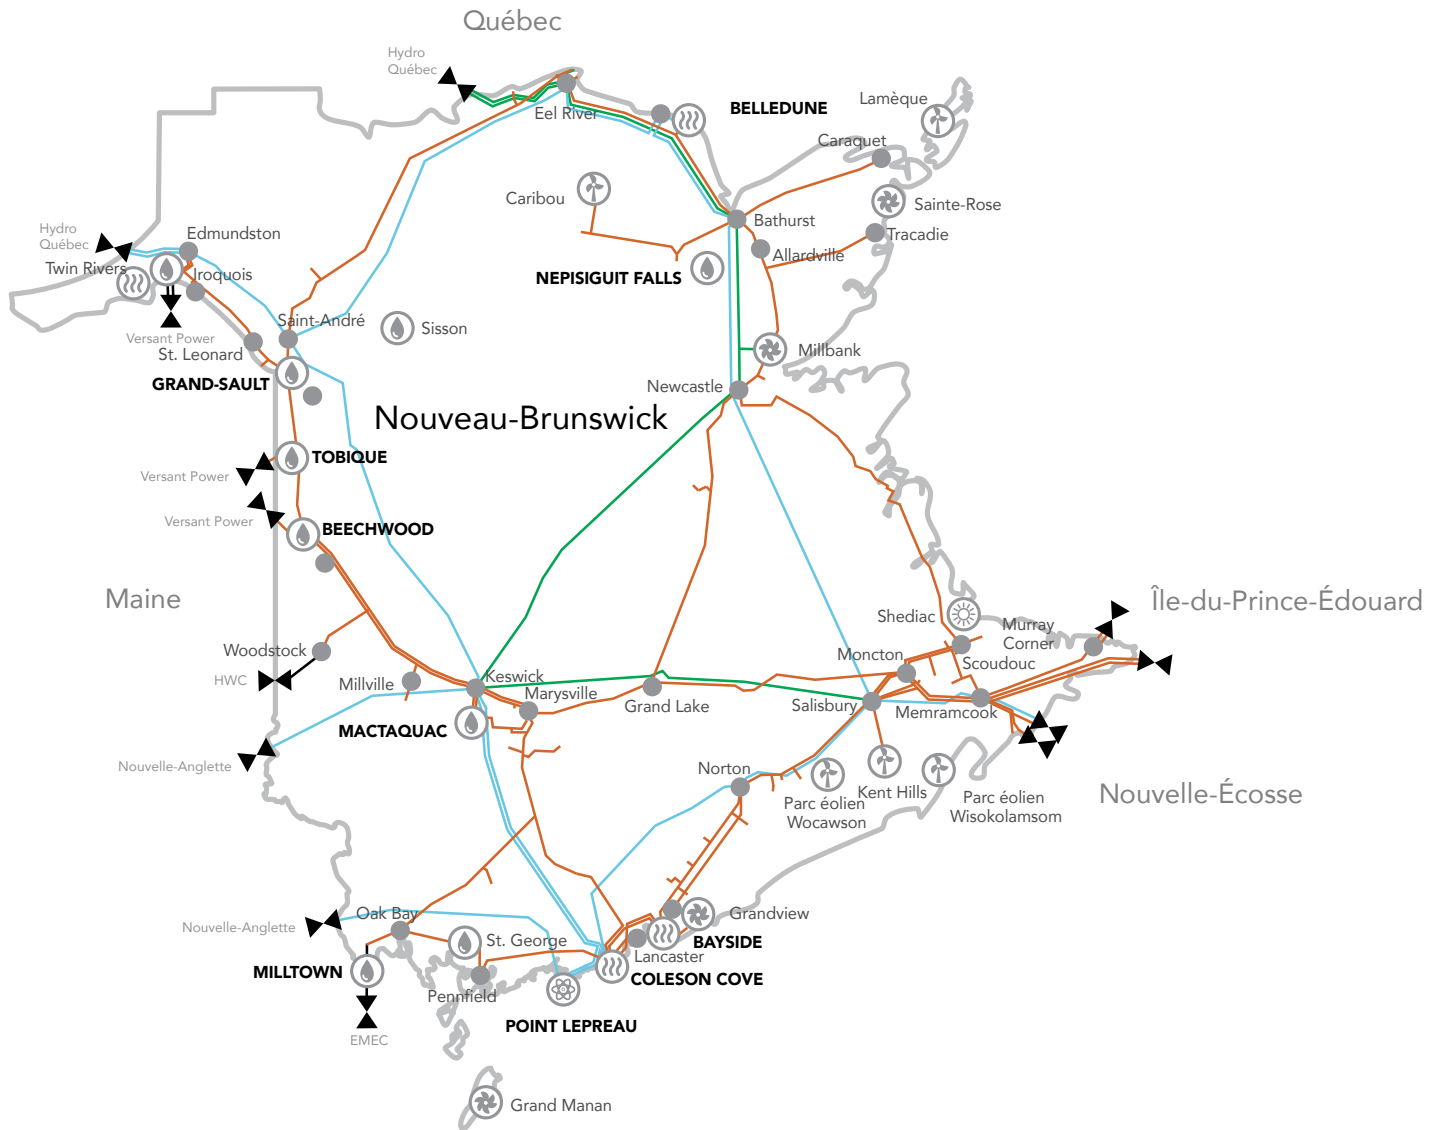 Québec
Hydro
Québec
Eel River
BELLEDUNE
Lamèque
Caraquet
Caribou
Sainte-Rose
Bathurst
Tracadie
Allardville
NEPISIGUIT FALLS
Hydro
Québec
Edmundston
Twin Rivers
Iroquois
Versant Power
Saint-André
Sisson
St. Leonard
GRAND-SAULT
Millbank
Newcastle
Nouveau-Brunswick
TOBIQUE
Versant Power
Versant Power
BEECHWOOD
Maine
Île-du-Prince-Édouard
Shediac
Murray
Corner
Woodstock
Moncton
Scoudouc
HWC
Millville
Keswick
Marysville
Grand Lake
Salisbury
Memramcook
MACTAQUAC
Nouvelle-Anglette
Norton
Parc éolien
Wocawson
Kent Hills
Parc éolien
Wisokolamsom
Nouvelle-Écosse
Nouvelle-Anglette
Oak Bay
St. George
Grandview
BAYSIDE
Lancaster
MILLTOWN
COLESON COVE
Pennfield
POINT LEPREAU
EMEC
Grand Manan